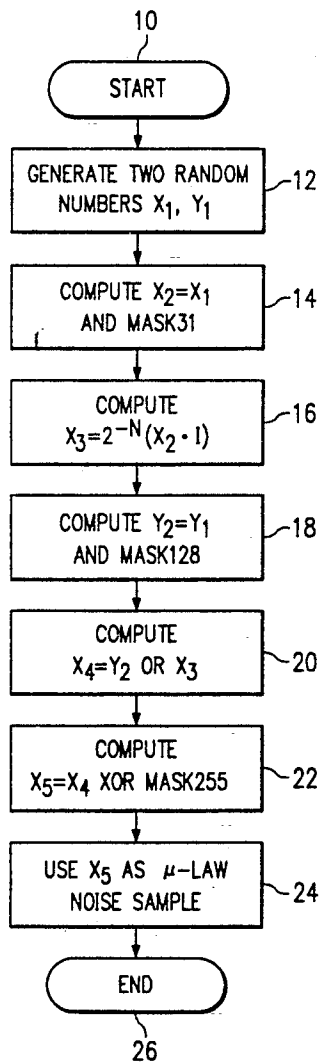 10
START
GENERATE TWO RANDOM
NUMBERS X₁, Y₁
12
COMPUTE X₂=X₁
AND MASK31
14
COMPUTE
X₃=2⁻ᴺ(X₂ · I)
16
COMPUTE Y₂=Y₁
AND MASK128
18
COMPUTE
X₄=Y₂ OR X₃
20
COMPUTE
X₅=X₄ XOR MASK255
22
USE X₅ AS μ-LAW
NOISE SAMPLE
24
END
26